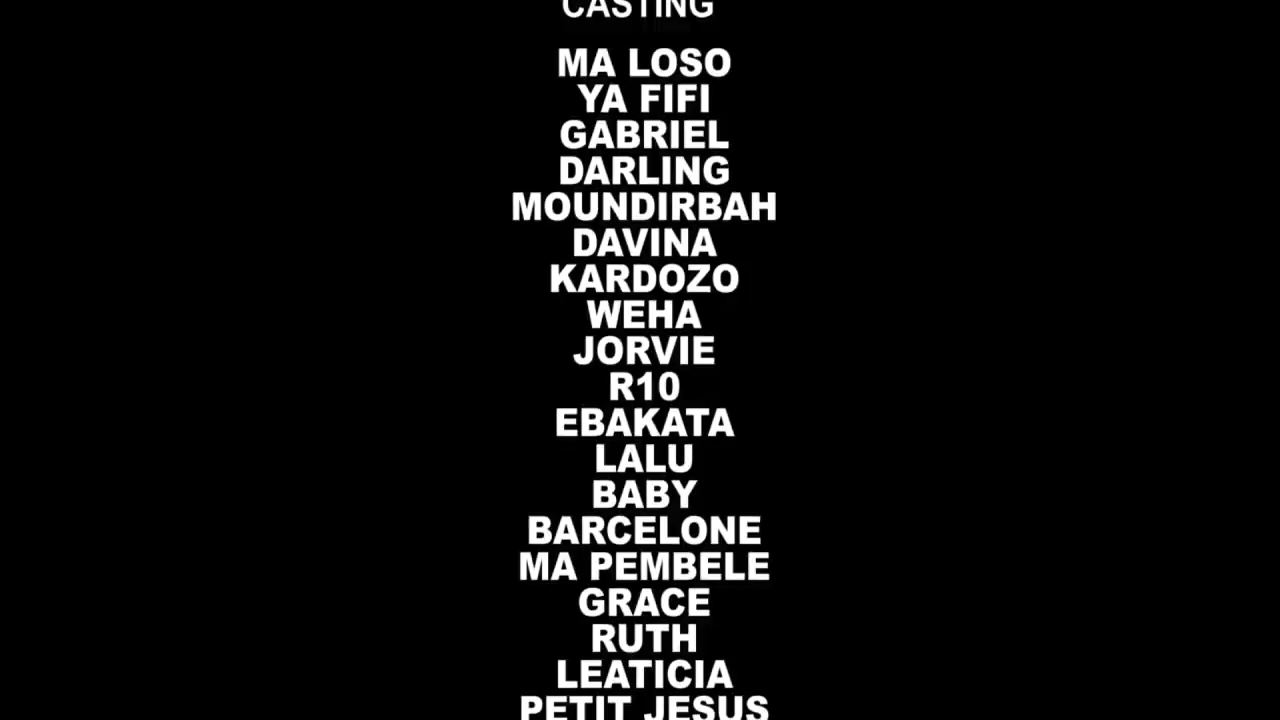 CASTING
MA LOSO
YA FIFI
GABRIEL
DARLING
MOUNDIRBAH
DAVINA
KARDOZO
WEHA
JORVIE
R10
EBAKATA
LALU
BABY
BARCELONE
MA PEMBELE
GRACE
RUTH
LEATICIA
PETIT JESUS